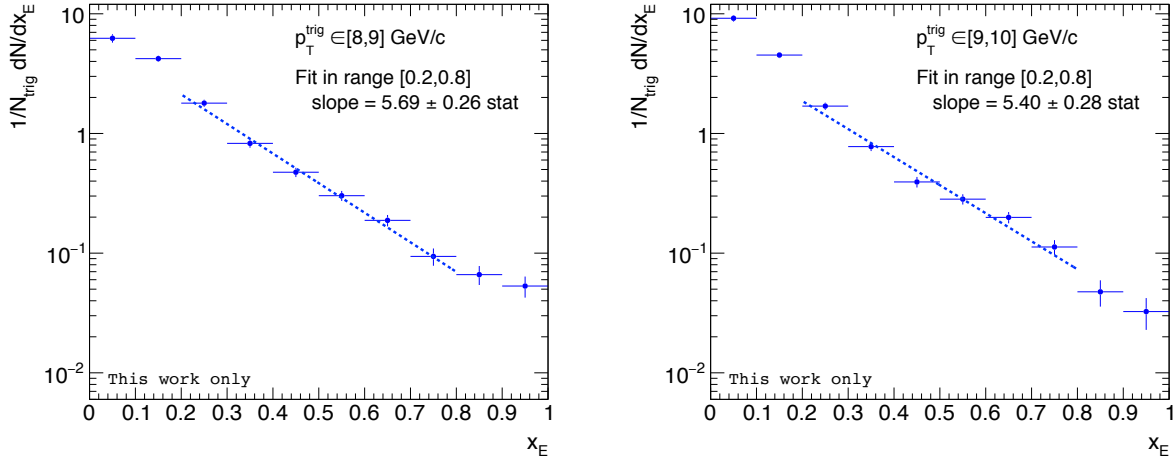 1/N_trig dN/dx_E
10
1
10⁻¹
10⁻²
p_T^trig ∈[8,9] GeV/c
Fit in range [0.2,0.8]
slope = 5.69 ± 0.26 stat
This work only
0 0.1 0.2 0.3 0.4 0.5 0.6 0.7 0.8 0.9 1
x_E
1/N_trig dN/dx_E
10
1
10⁻¹
10⁻²
p_T^trig ∈[9,10] GeV/c
Fit in range [0.2,0.8]
slope = 5.40 ± 0.28 stat
This work only
0 0.1 0.2 0.3 0.4 0.5 0.6 0.7 0.8 0.9 1
x_E